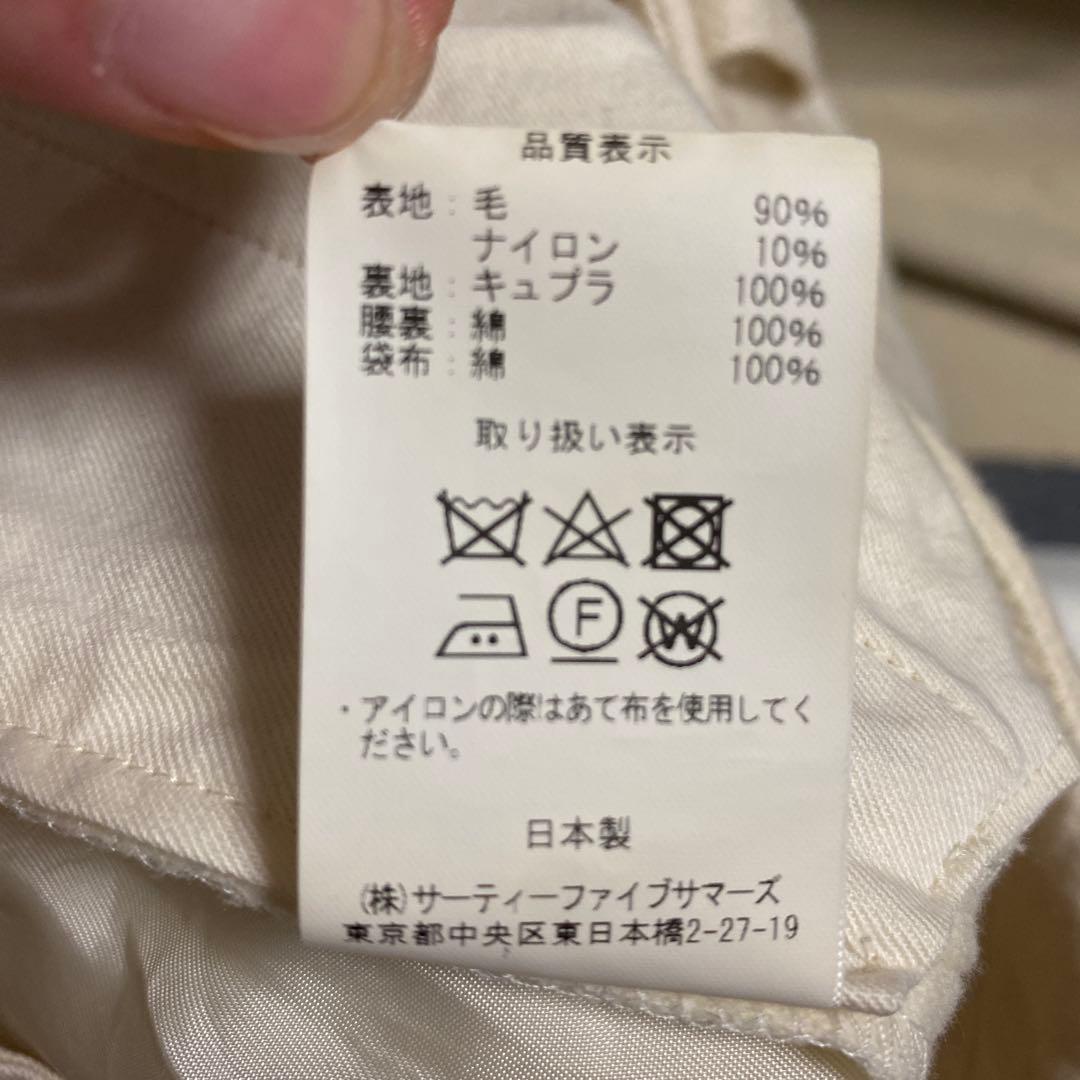 品質表示
表地：毛 90%
ナイロン 10%
裏地：キュプラ 100%
腰裏：綿 100%
袋布：綿 100%
取り扱い表示
F
W
・アイロンの際はあて布を使用してく
ださい。
日本製
(株)サーティーファイブサマーズ
東京都中央区東日本橋2-27-19